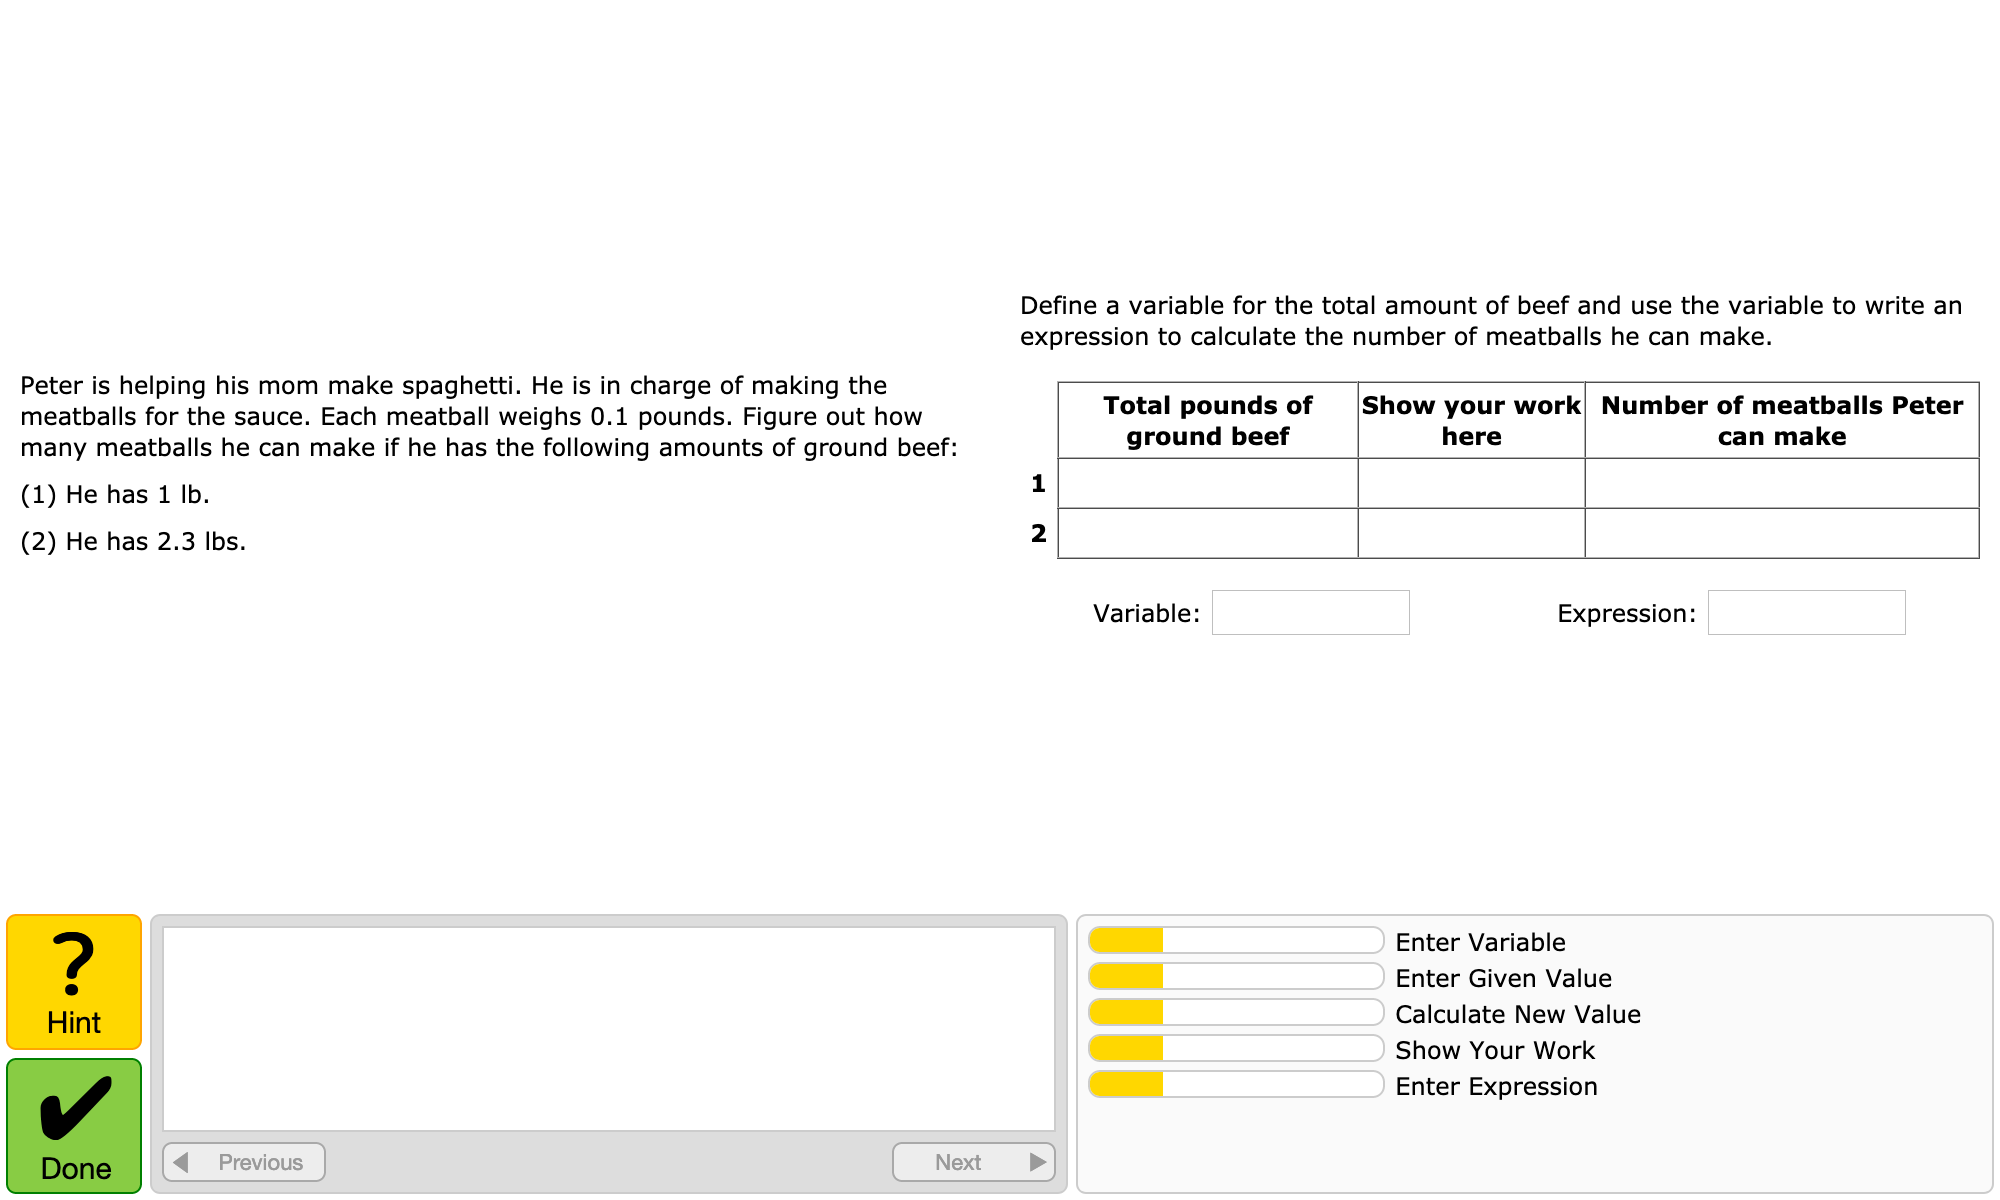 Peter is helping his mom make spaghetti. He is in charge of making the
meatballs for the sauce. Each meatball weighs 0.1 pounds. Figure out how
many meatballs he can make if he has the following amounts of ground beef:
(1) He has 1 lb.
(2) He has 2.3 lbs.
Define a variable for the total amount of beef and use the variable to write an
expression to calculate the number of meatballs he can make.
Total pounds of
ground beef
Show your work
here
Number of meatballs Peter
can make
1
2
Variable:
Expression:
?
Hint
Done
Previous
Next
Enter Variable
Enter Given Value
Calculate New Value
Show Your Work
Enter Expression